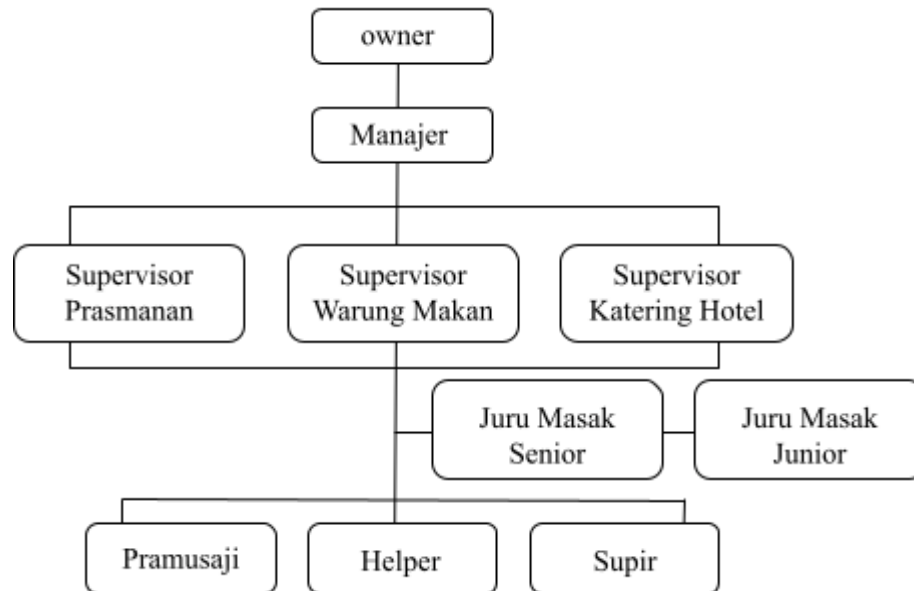 owner
Manajer
Supervisor
Prasmanan
Supervisor
Warung Makan
Supervisor
Katering Hotel
Juru Masak
Senior
Juru Masak
Junior
Pramusaji
Helper
Supir